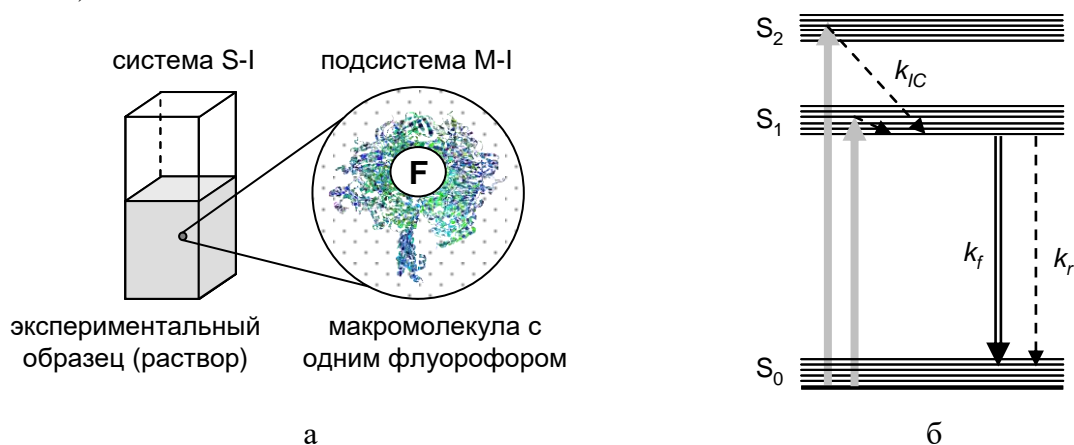 система S-I
подсистема M-I
F
экспериментальный
образец (раствор)
макромолекула с
одним флуорофором
а
S2
kIC
S1
kf
kr
S0
б